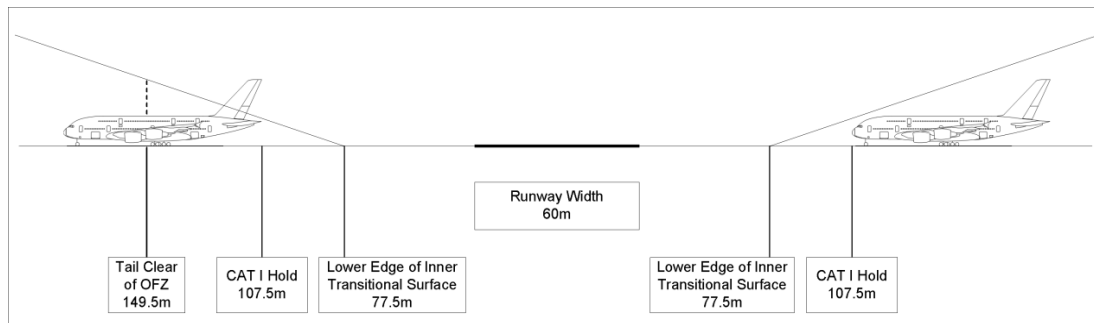 Runway Width
60m
Tail Clear
of OFZ
149.5m
CAT I Hold
107.5m
Lower Edge of Inner
Transitional Surface
77.5m
Lower Edge of Inner
Transitional Surface
77.5m
CAT I Hold
107.5m